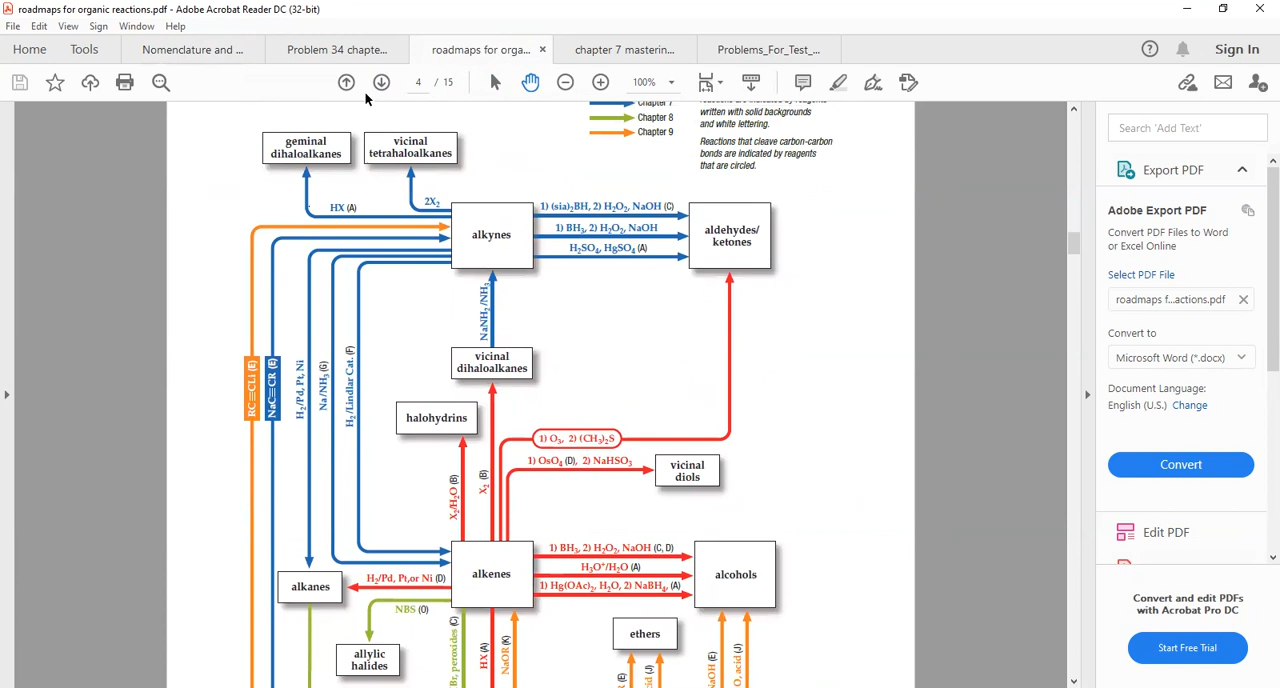 roadmaps for organic reactions.pdf - Adobe Acrobat Reader DC (32-bit)
File Edit View Sign Window Help
Home Tools Nomenclature and ... Problem 34 chapte... roadmaps for orga... × chapter 7 masterin... Problems_For_Test_... Sign In
4 / 15 100%
Chapter 7
Chapter 8
Chapter 9
written with solid backgrounds
and white lettering.
Reactions that cleave carbon-carbon
bonds are indicated by reagents
that are circled.
geminal
dihaloalkanes
vicinal
tetrahaloalkanes
HX (A)
2X₂
alkynes
1) (sia)₂BH, 2) H₂O₂, NaOH (C)
1) BH₃, 2) H₂O₂, NaOH
H₂SO₄, HgSO₄ (A)
aldehydes/
ketones
NaNH₂/NH₃
vicinal
dihaloalkanes
RC≡CLi (E)
NaC≡CR (E)
H₂/Pd, Pt, Ni
Na/NH₃ (G)
H₂/Lindlar Cat. (F)
halohydrins
X₂/H₂O (B)
X₂ (B)
1) O₃, 2) (CH₃)₂S
1) OsO₄ (D), 2) NaHSO₃
vicinal
diols
alkenes
1) BH₃, 2) H₂O₂, NaOH (C, D)
H₃O⁺/H₂O (A)
1) Hg(OAc)₂, H₂O, 2) NaBH₄, (A)
alcohols
alkanes
H₂/Pd, Pt,or Ni (D)
NBS (O)
allylic
halides
Br, peroxides (C)
HX (A)
NaOR (K)
ethers
(E)
acid (J)
NaOH (E)
O, acid (J)
Search 'Add Text'
Export PDF
Adobe Export PDF
Convert PDF Files to Word
or Excel Online
Select PDF File
roadmaps f...actions.pdf
Convert to
Microsoft Word (*.docx)
Document Language:
English (U.S.) Change
Convert
Edit PDF
Convert and edit PDFs
with Acrobat Pro DC
Start Free Trial